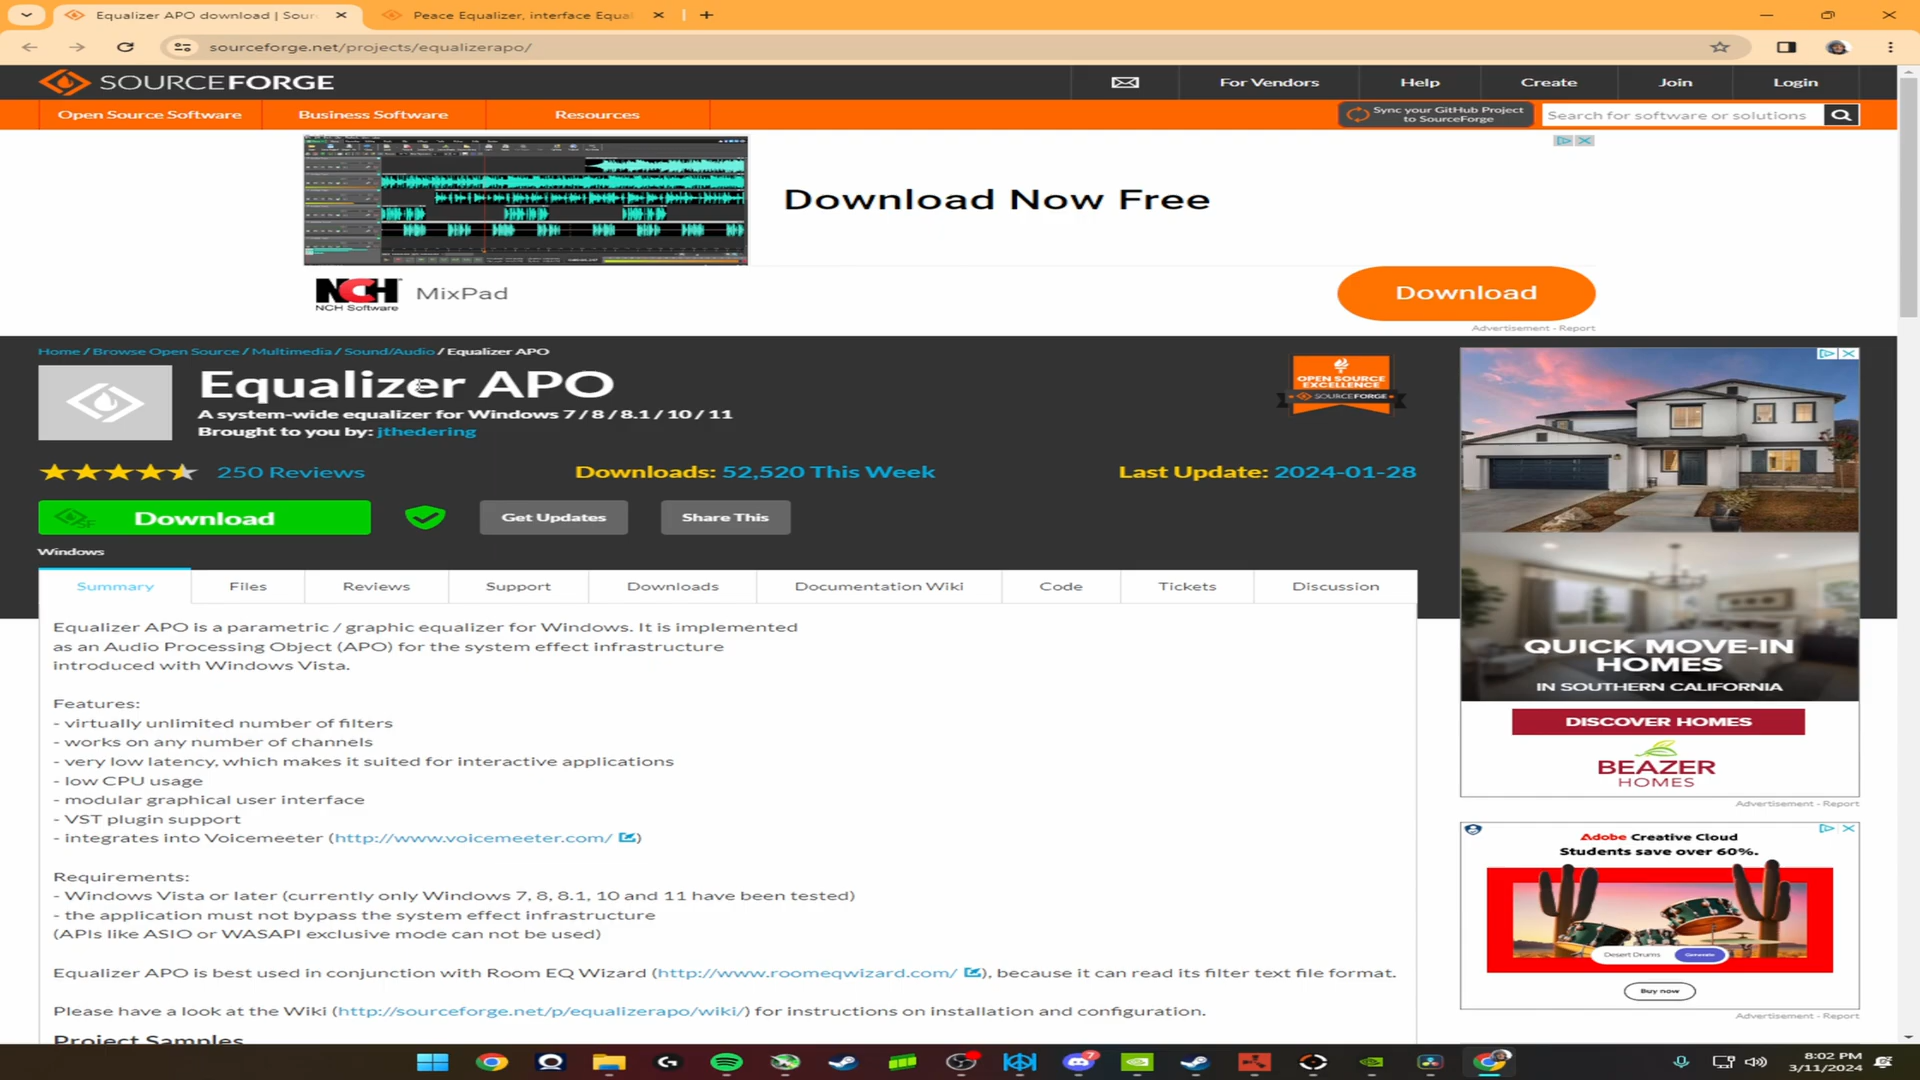 Equalizer APO download | Sour
Peace Equalizer, interface Equa
sourceforge.net/projects/equalizerapo/
SOURCEFORGE
For Vendors
Help
Create
Join
Login
Open Source Software
Business Software
Resources
Sync your GitHub Project
to SourceForge
Search for software or solutions
Download Now Free
NCH
NCH Software
MixPad
Download
Advertisement - Report
Home / Browse Open Source / Multimedia / Sound/Audio / Equalizer APO
Equalizer APO
A system-wide equalizer for Windows 7 / 8 / 8.1 / 10 / 11
Brought to you by: jthedering
OPEN SOURCE
EXCELLENCE
SOURCEFORGE
250 Reviews
Downloads: 52,520 This Week
Last Update: 2024-01-28
SF
Download
Get Updates
Share This
Windows
Summary
Files
Reviews
Support
Downloads
Documentation Wiki
Code
Tickets
Discussion
Equalizer APO is a parametric / graphic equalizer for Windows. It is implemented
as an Audio Processing Object (APO) for the system effect infrastructure
introduced with Windows Vista.
Features:
- virtually unlimited number of filters
- works on any number of channels
- very low latency, which makes it suited for interactive applications
- low CPU usage
- modular graphical user interface
- VST plugin support
- integrates into Voicemeeter (http://www.voicemeeter.com/ )
Requirements:
- Windows Vista or later (currently only Windows 7, 8, 8.1, 10 and 11 have been tested)
- the application must not bypass the system effect infrastructure
(APIs like ASIO or WASAPI exclusive mode can not be used)
Equalizer APO is best used in conjunction with Room EQ Wizard (http://www.roomeqwizard.com/ ), because it can read its filter text file format.
Please have a look at the Wiki (http://sourceforge.net/p/equalizerapo/wiki/) for instructions on installation and configuration.
Project Samples
QUICK MOVE-IN
HOMES
IN SOUTHERN CALIFORNIA
DISCOVER HOMES
BEAZER
HOMES
Advertisement - Report
Adobe Creative Cloud
Students save over 60%.
Desert Drums
Generate
Buy now
Advertisement - Report
7
8:02 PM
3/11/2024